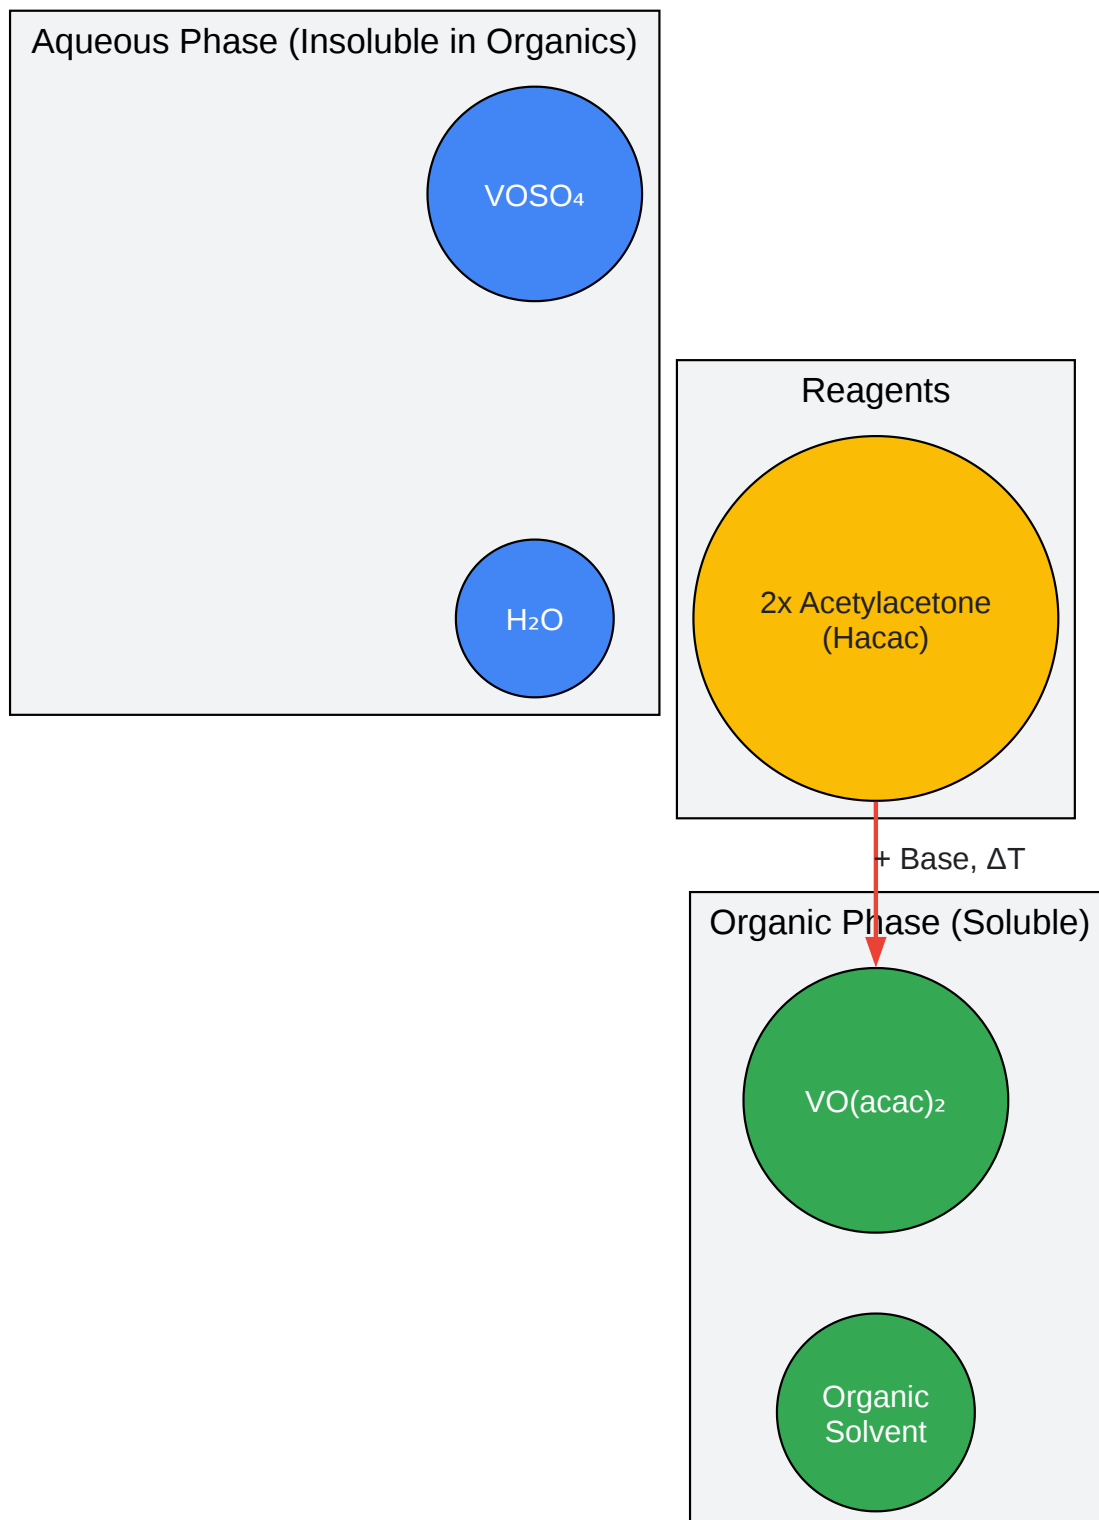 Aqueous Phase (Insoluble in Organics)
VOSO₄
H₂O
Reagents
2x Acetylacetone
(Hacac)
+ Base, ΔT
Organic Phase (Soluble)
VO(acac)₂
Organic
Solvent